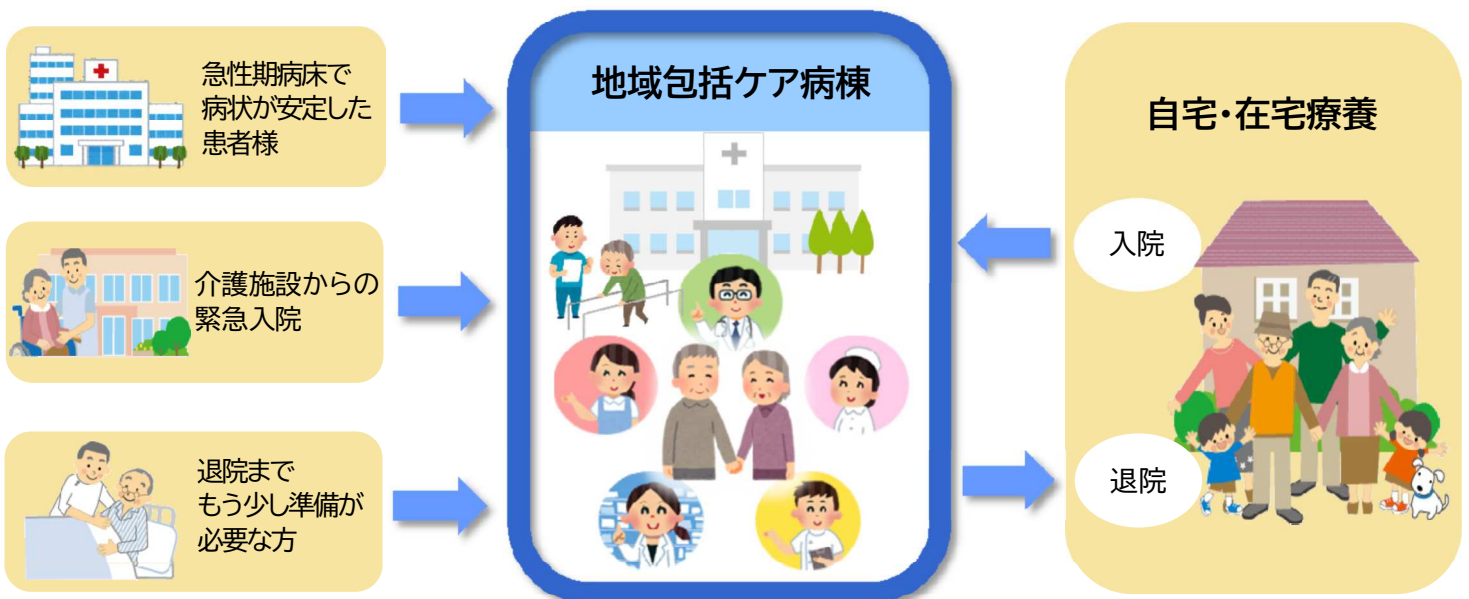 急性期病床で
病状が安定した
患者様
介護施設からの
緊急入院
退院まで
もう少し準備が
必要な方
地域包括ケア病棟
自宅・在宅療養
入院
退院